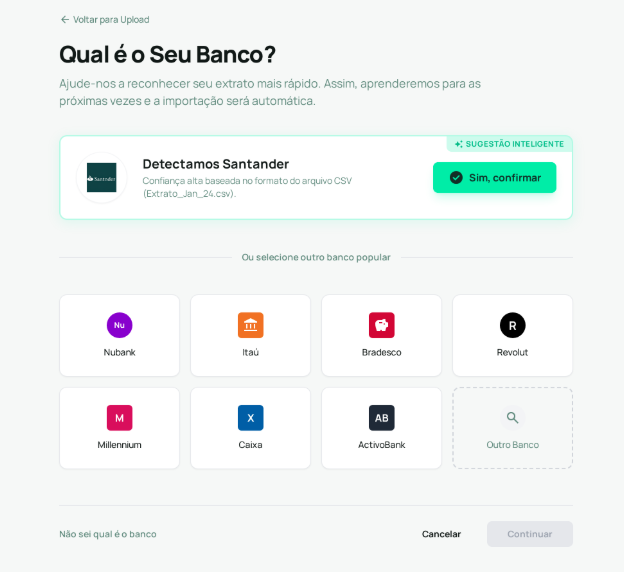 Voltar para Upload
Qual é o Seu Banco?
Ajude-nos a reconhecer seu extrato mais rápido. Assim, aprenderemos para as
próximas vezes e a importação será automática.
SUGESTÃO INTELIGENTE
Santander
Detectamos Santander
Confiança alta baseada no formato do arquivo CSV
(Extrato_Jan_24.csv).
Sim, confirmar
Ou selecione outro banco popular
Nu
Nubank
Itaú
Bradesco
R
Revolut
M
Millennium
X
Caixa
AB
ActivoBank
Outro Banco
Não sei qual é o banco
Cancelar
Continuar